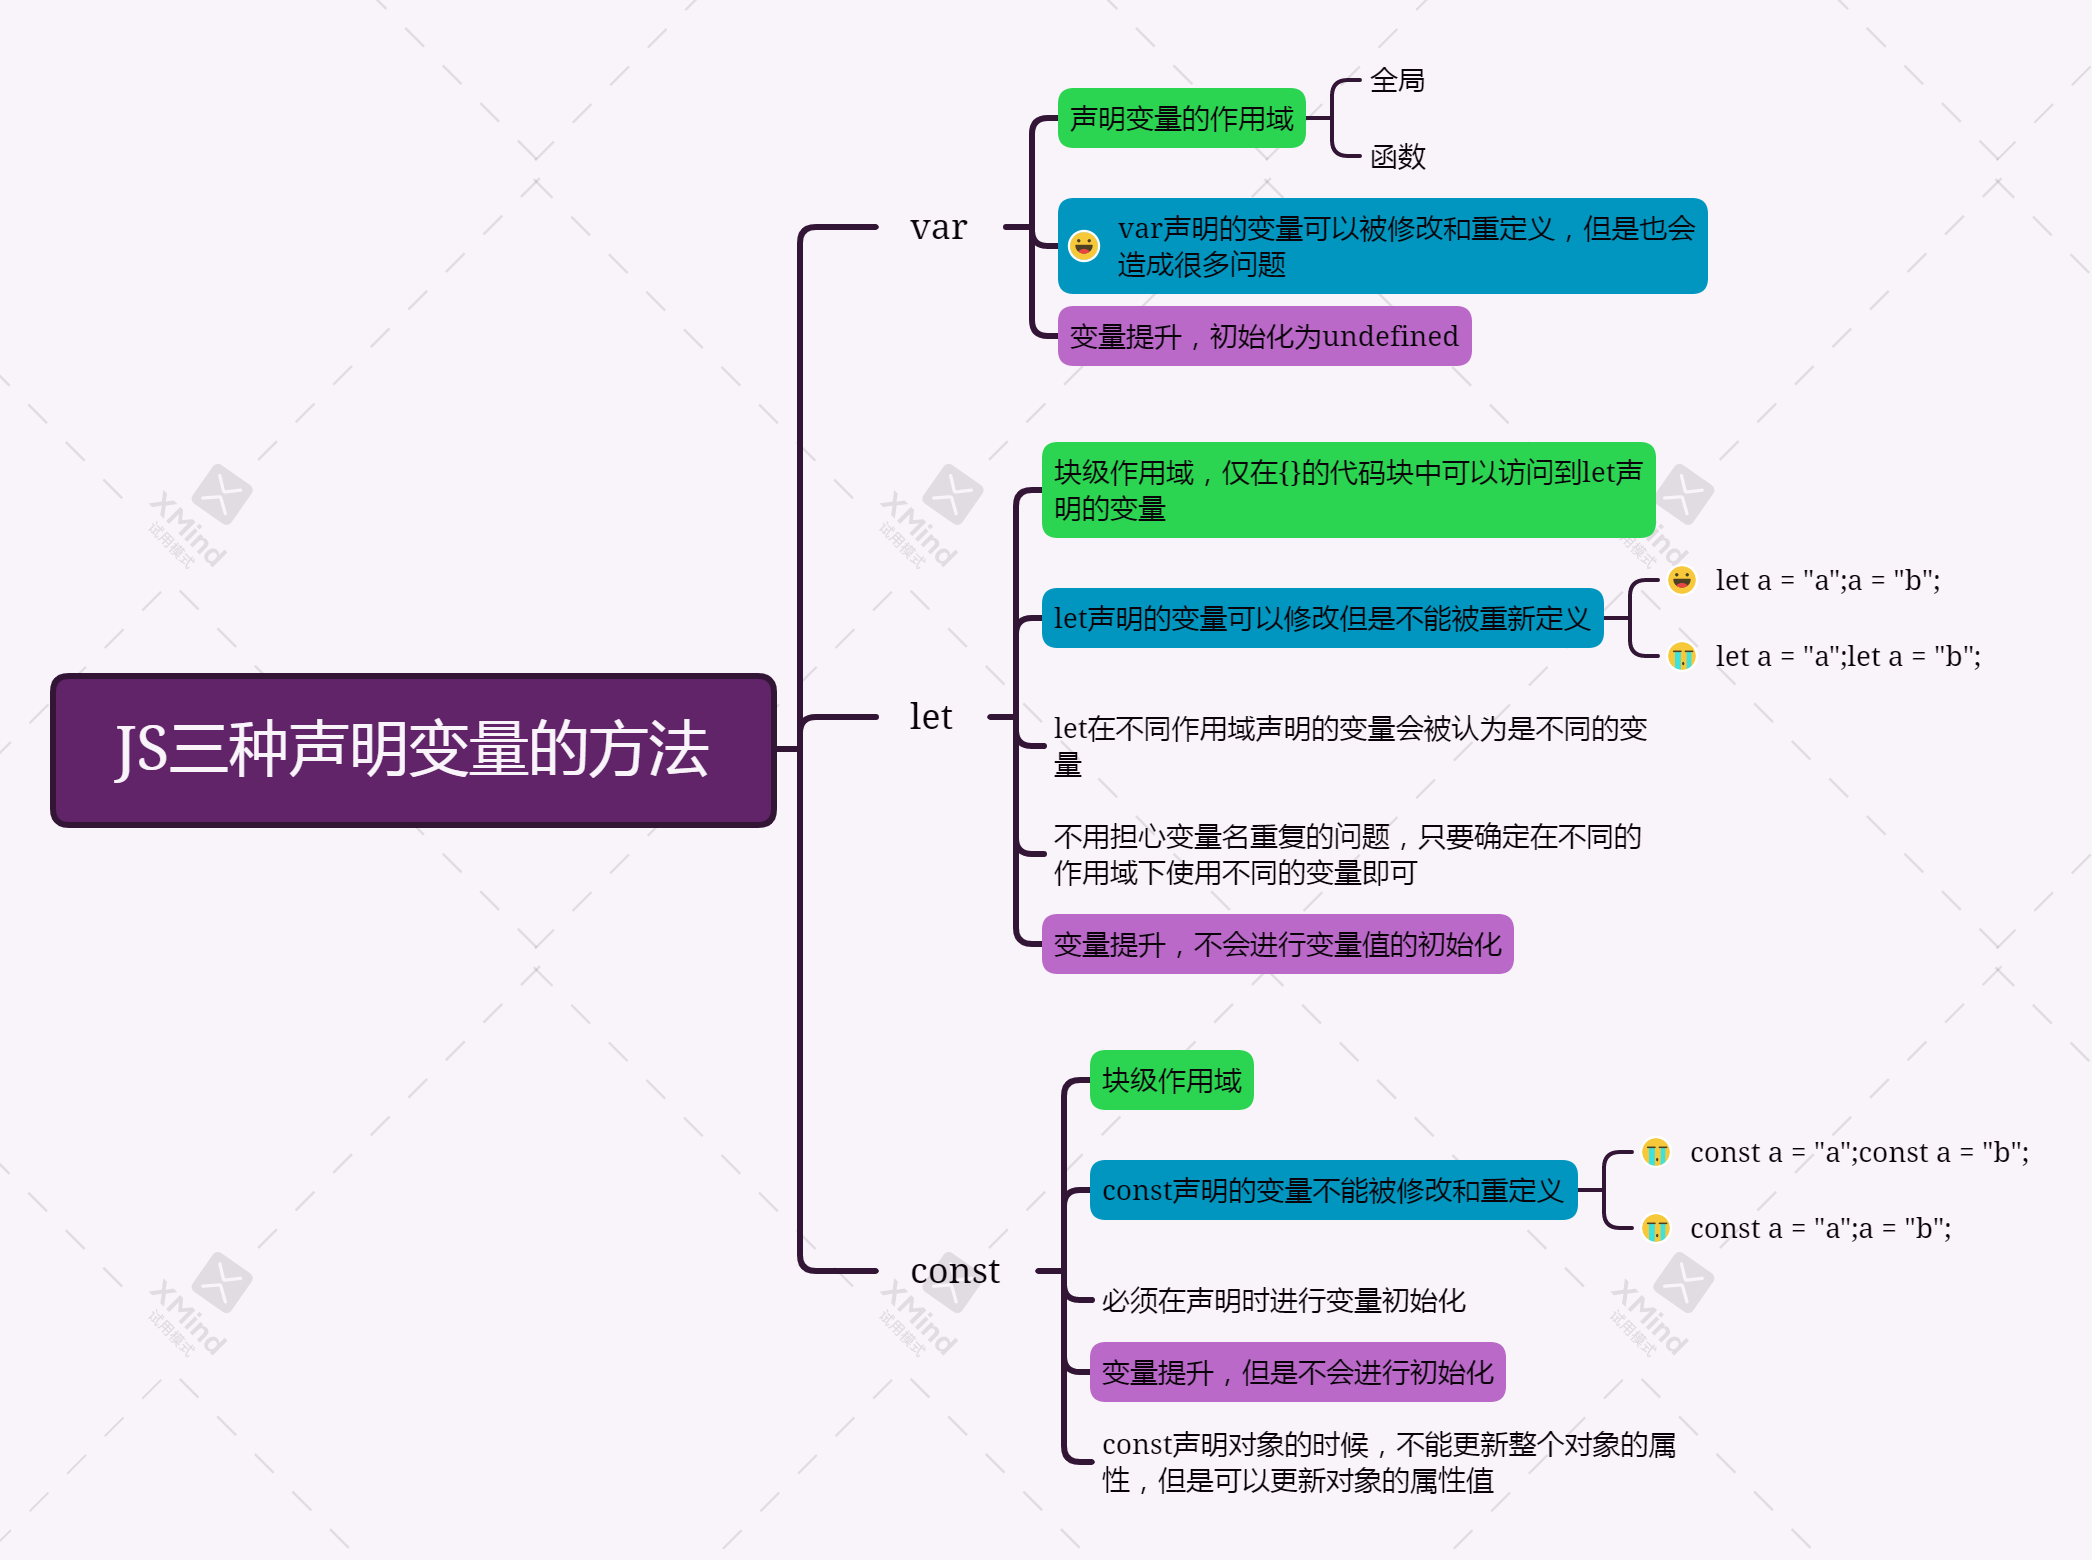 JS三种声明变量的方法
var
声明变量的作用域
全局
函数
var声明的变量可以被修改和重定义，但是也会
造成很多问题
变量提升，初始化为undefined
let
块级作用域，仅在{}的代码块中可以访问到let声
明的变量
let声明的变量可以修改但是不能被重新定义
let a = "a";a = "b";
let a = "a";let a = "b";
let在不同作用域声明的变量会被认为是不同的变
量
不用担心变量名重复的问题，只要确定在不同的
作用域下使用不同的变量即可
变量提升，不会进行变量值的初始化
const
块级作用域
const声明的变量不能被修改和重定义
const a = "a";const a = "b";
const a = "a";a = "b";
必须在声明时进行变量初始化
变量提升，但是不会进行初始化
const声明对象的时候，不能更新整个对象的属
性，但是可以更新对象的属性值
XMind
试用模式
XMind
试用模式
XMind
试用模式
XMind
试用模式
XMind
试用模式